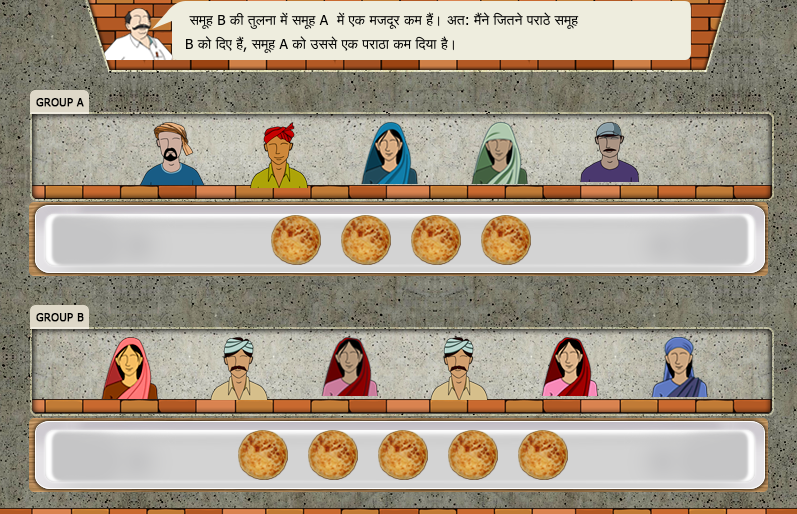 समूह B की तुलना में समूह A में एक मजदूर कम हैं। अत: मैंने जितने पराठे समूह
B को दिए हैं, समूह A को उससे एक पराठा कम दिया है।
GROUP A
GROUP B